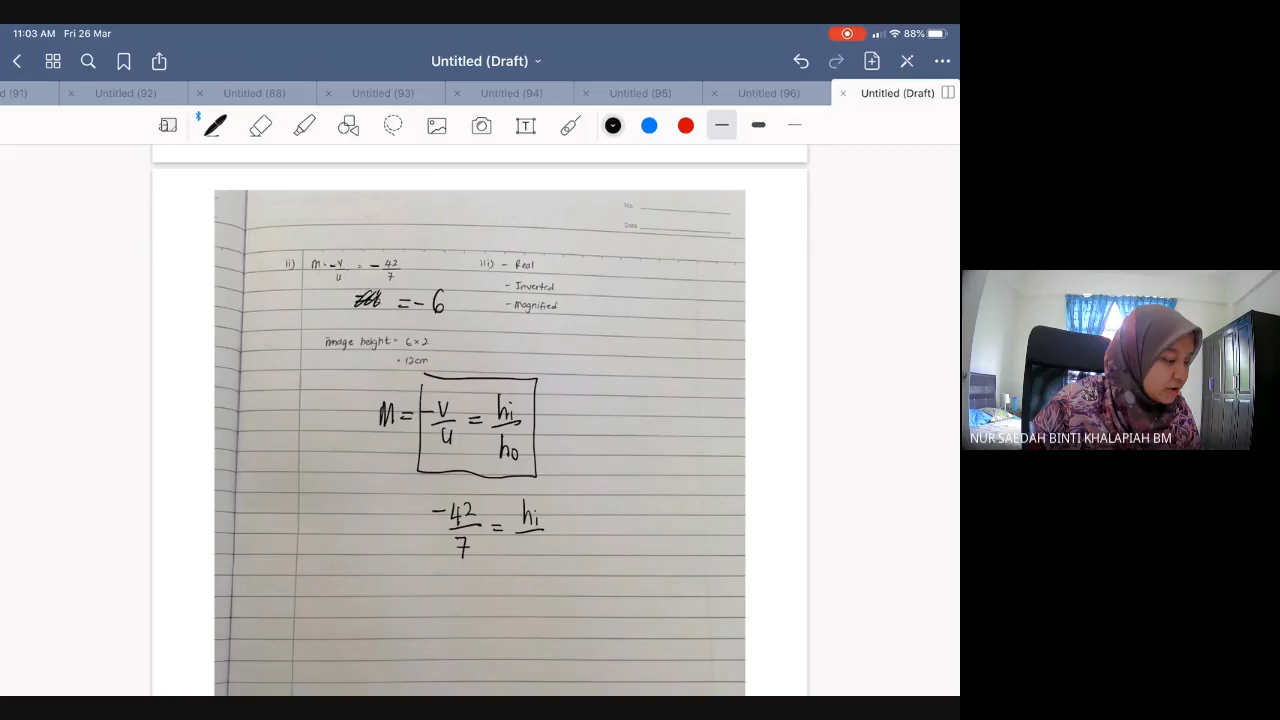 11:03 AM Fri 26 Mar
88%
Untitled (Draft)
d (91)
Untitled (92)
Untitled (88)
Untitled (93)
Untitled (94)
Untitled (95)
Untitled (96)
Untitled (Draft)
T
No.
Date
ii) M = -v/u = -42/7
= -6
iii) - Real
- Inverted
- Magnified
image height = 6 x 2
= 12cm
M = -v/u = hi/ho
-42/7 = hi
NUR SAEDAH BINTI KHALAPIAH BM